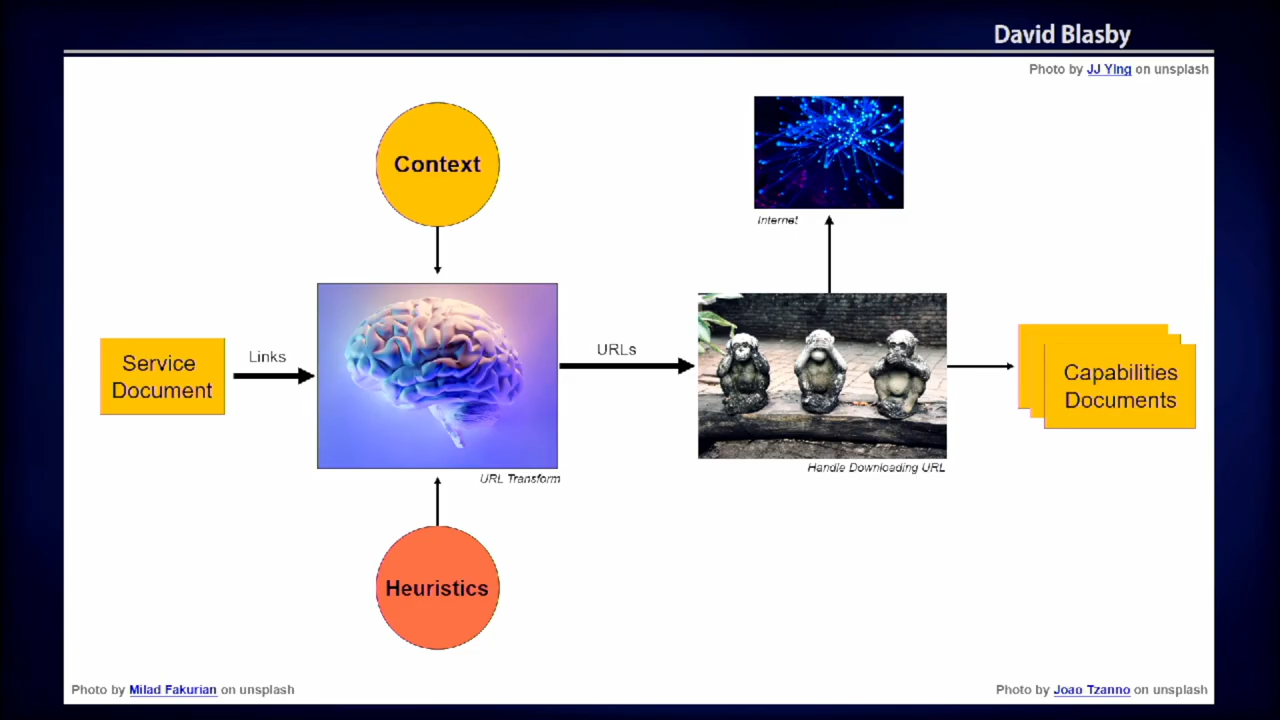 David Blasby
Photo by JJ Ying on unsplash
Context
Internet
Links
Service
Document
URLs
Capabilities
Documents
Handle Downloading URL
URL Transform
Heuristics
Photo by Milad Fakurian on unsplash
Photo by Joao Tzanno on unsplash